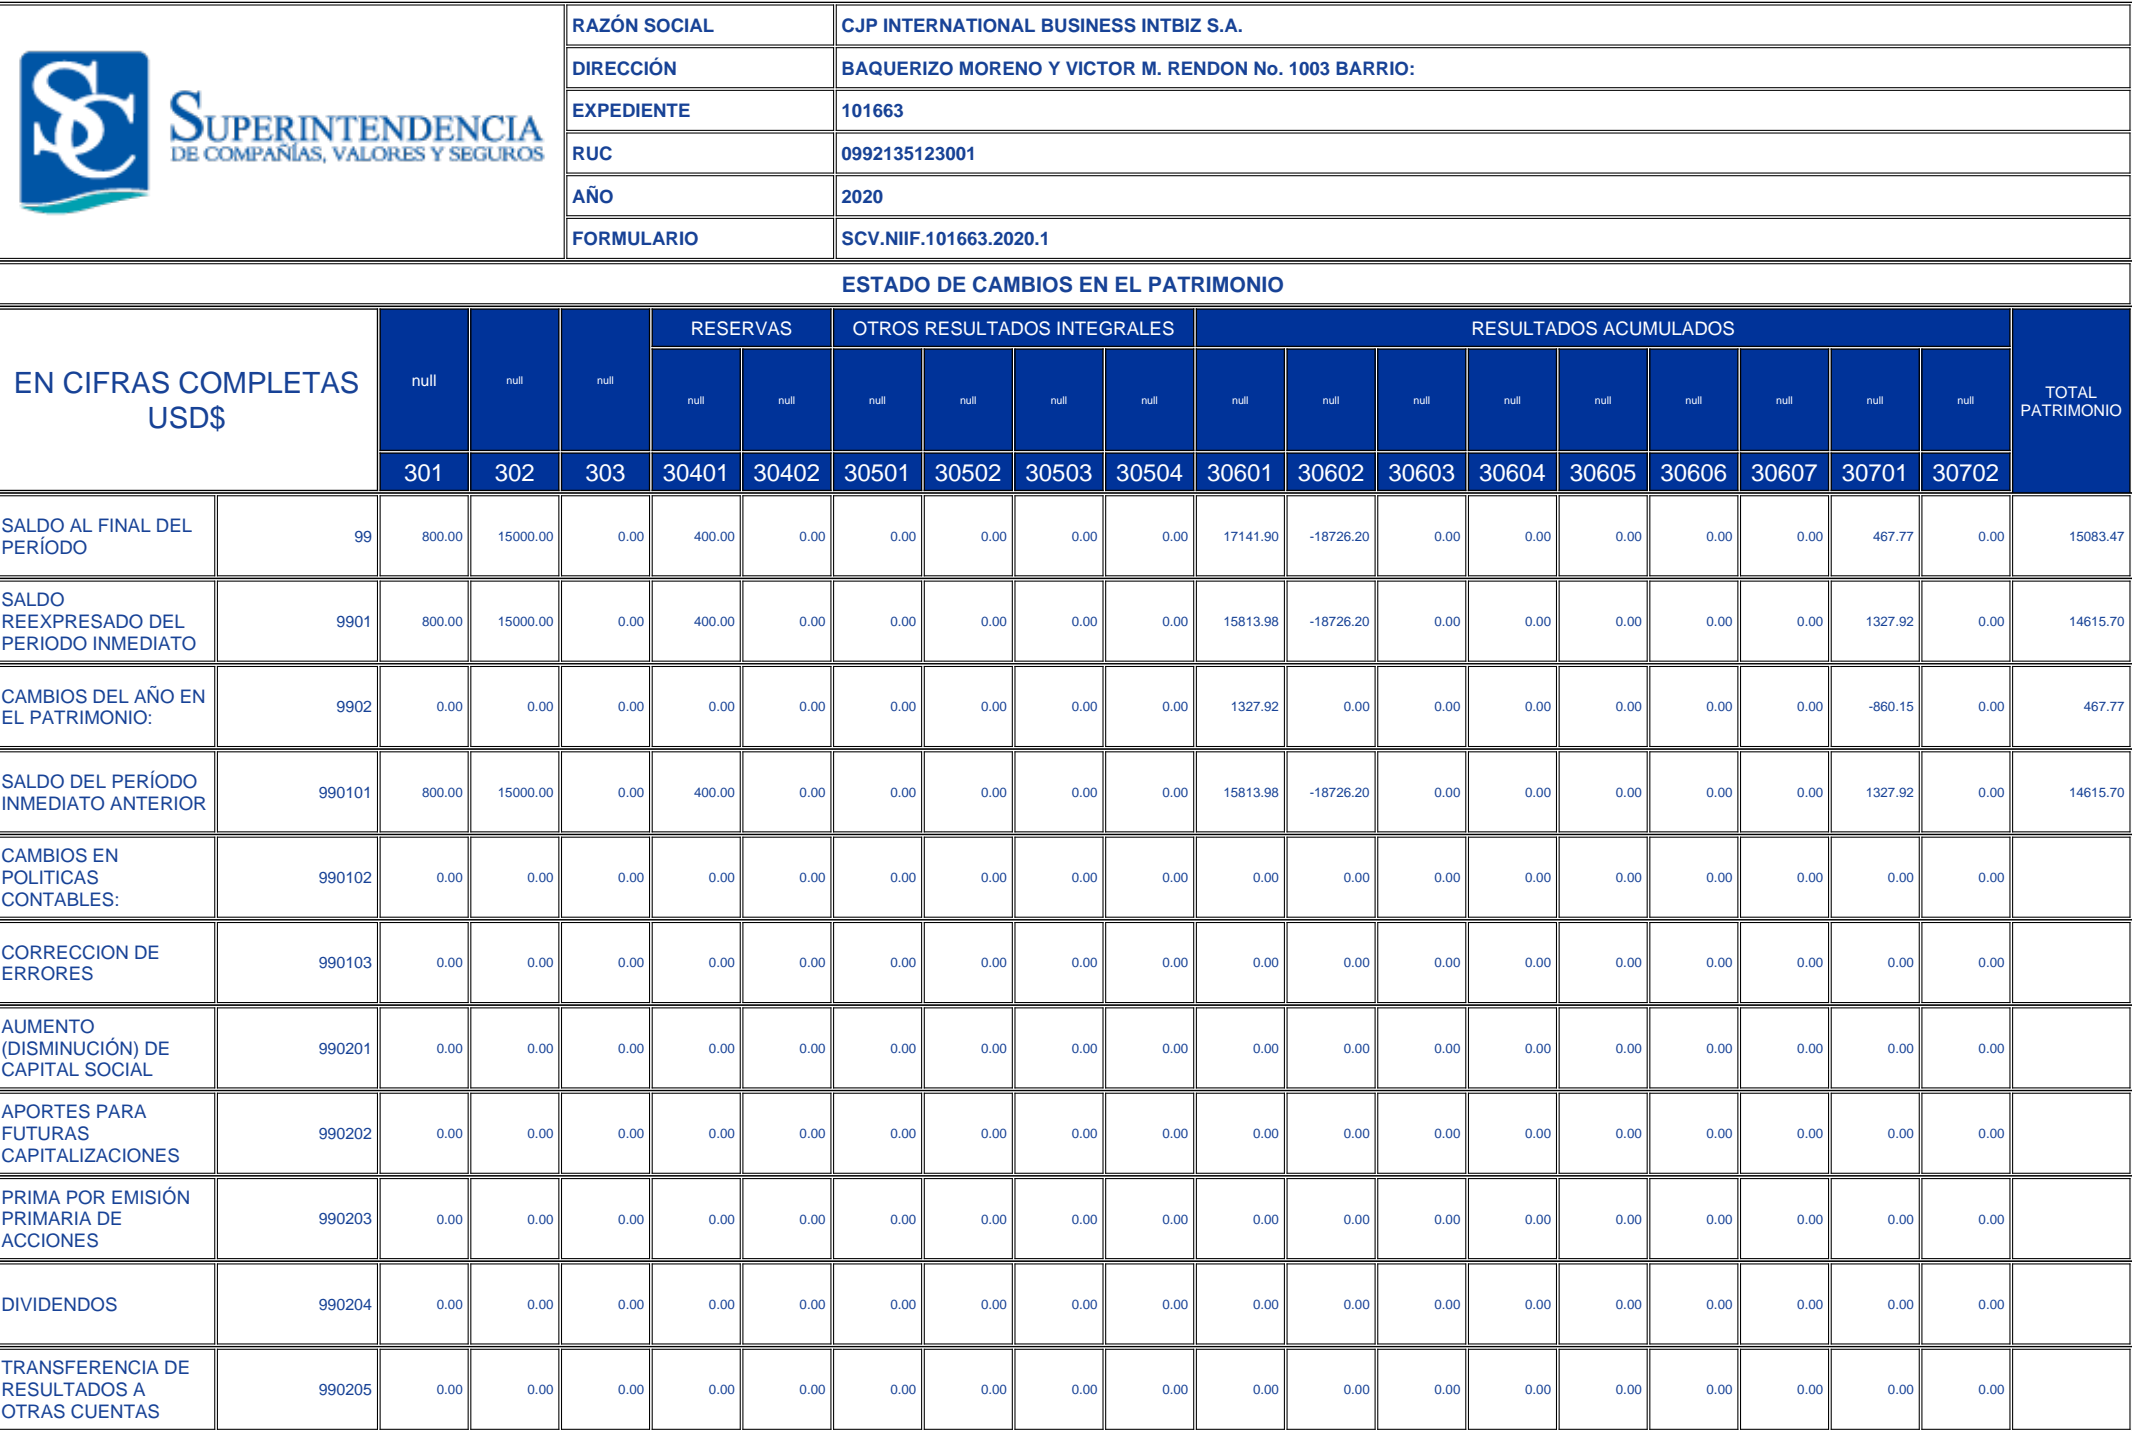 SC
SUPERINTENDENCIA
DE COMPAÑÍAS, VALORES Y SEGUROS
RAZÓN SOCIAL CJP INTERNATIONAL BUSINESS INTBIZ S.A.
DIRECCIÓN BAQUERIZO MORENO Y VICTOR M. RENDON No. 1003 BARRIO:
EXPEDIENTE 101663
RUC 0992135123001
AÑO 2020
FORMULARIO SCV.NIIF.101663.2020.1
ESTADO DE CAMBIOS EN EL PATRIMONIO
EN CIFRAS COMPLETAS
USD$
RESERVAS OTROS RESULTADOS INTEGRALES RESULTADOS ACUMULADOS
null null null null null null null null null null null null null null null null null null
TOTAL
PATRIMONIO
301 302 303 30401 30402 30501 30502 30503 30504 30601 30602 30603 30604 30605 30606 30607 30701 30702
SALDO AL FINAL DEL
PERÍODO
99 800.00 15000.00 0.00 400.00 0.00 0.00 0.00 0.00 0.00 17141.90 -18726.20 0.00 0.00 0.00 0.00 0.00 467.77 0.00 15083.47
SALDO
REEXPRESADO DEL
PERIODO INMEDIATO
9901 800.00 15000.00 0.00 400.00 0.00 0.00 0.00 0.00 0.00 15813.98 -18726.20 0.00 0.00 0.00 0.00 0.00 1327.92 0.00 14615.70
CAMBIOS DEL AÑO EN
EL PATRIMONIO:
9902 0.00 0.00 0.00 0.00 0.00 0.00 0.00 0.00 0.00 1327.92 0.00 0.00 0.00 0.00 0.00 0.00 -860.15 0.00 467.77
SALDO DEL PERÍODO
INMEDIATO ANTERIOR
990101 800.00 15000.00 0.00 400.00 0.00 0.00 0.00 0.00 0.00 15813.98 -18726.20 0.00 0.00 0.00 0.00 0.00 1327.92 0.00 14615.70
CAMBIOS EN
POLITICAS
CONTABLES:
990102 0.00 0.00 0.00 0.00 0.00 0.00 0.00 0.00 0.00 0.00 0.00 0.00 0.00 0.00 0.00 0.00 0.00 0.00
CORRECCION DE
ERRORES
990103 0.00 0.00 0.00 0.00 0.00 0.00 0.00 0.00 0.00 0.00 0.00 0.00 0.00 0.00 0.00 0.00 0.00 0.00
AUMENTO
(DISMINUCIÓN) DE
CAPITAL SOCIAL
990201 0.00 0.00 0.00 0.00 0.00 0.00 0.00 0.00 0.00 0.00 0.00 0.00 0.00 0.00 0.00 0.00 0.00 0.00
APORTES PARA
FUTURAS
CAPITALIZACIONES
990202 0.00 0.00 0.00 0.00 0.00 0.00 0.00 0.00 0.00 0.00 0.00 0.00 0.00 0.00 0.00 0.00 0.00 0.00
PRIMA POR EMISIÓN
PRIMARIA DE
ACCIONES
990203 0.00 0.00 0.00 0.00 0.00 0.00 0.00 0.00 0.00 0.00 0.00 0.00 0.00 0.00 0.00 0.00 0.00 0.00
DIVIDENDOS 990204 0.00 0.00 0.00 0.00 0.00 0.00 0.00 0.00 0.00 0.00 0.00 0.00 0.00 0.00 0.00 0.00 0.00 0.00
TRANSFERENCIA DE
RESULTADOS A
OTRAS CUENTAS
990205 0.00 0.00 0.00 0.00 0.00 0.00 0.00 0.00 0.00 0.00 0.00 0.00 0.00 0.00 0.00 0.00 0.00 0.00